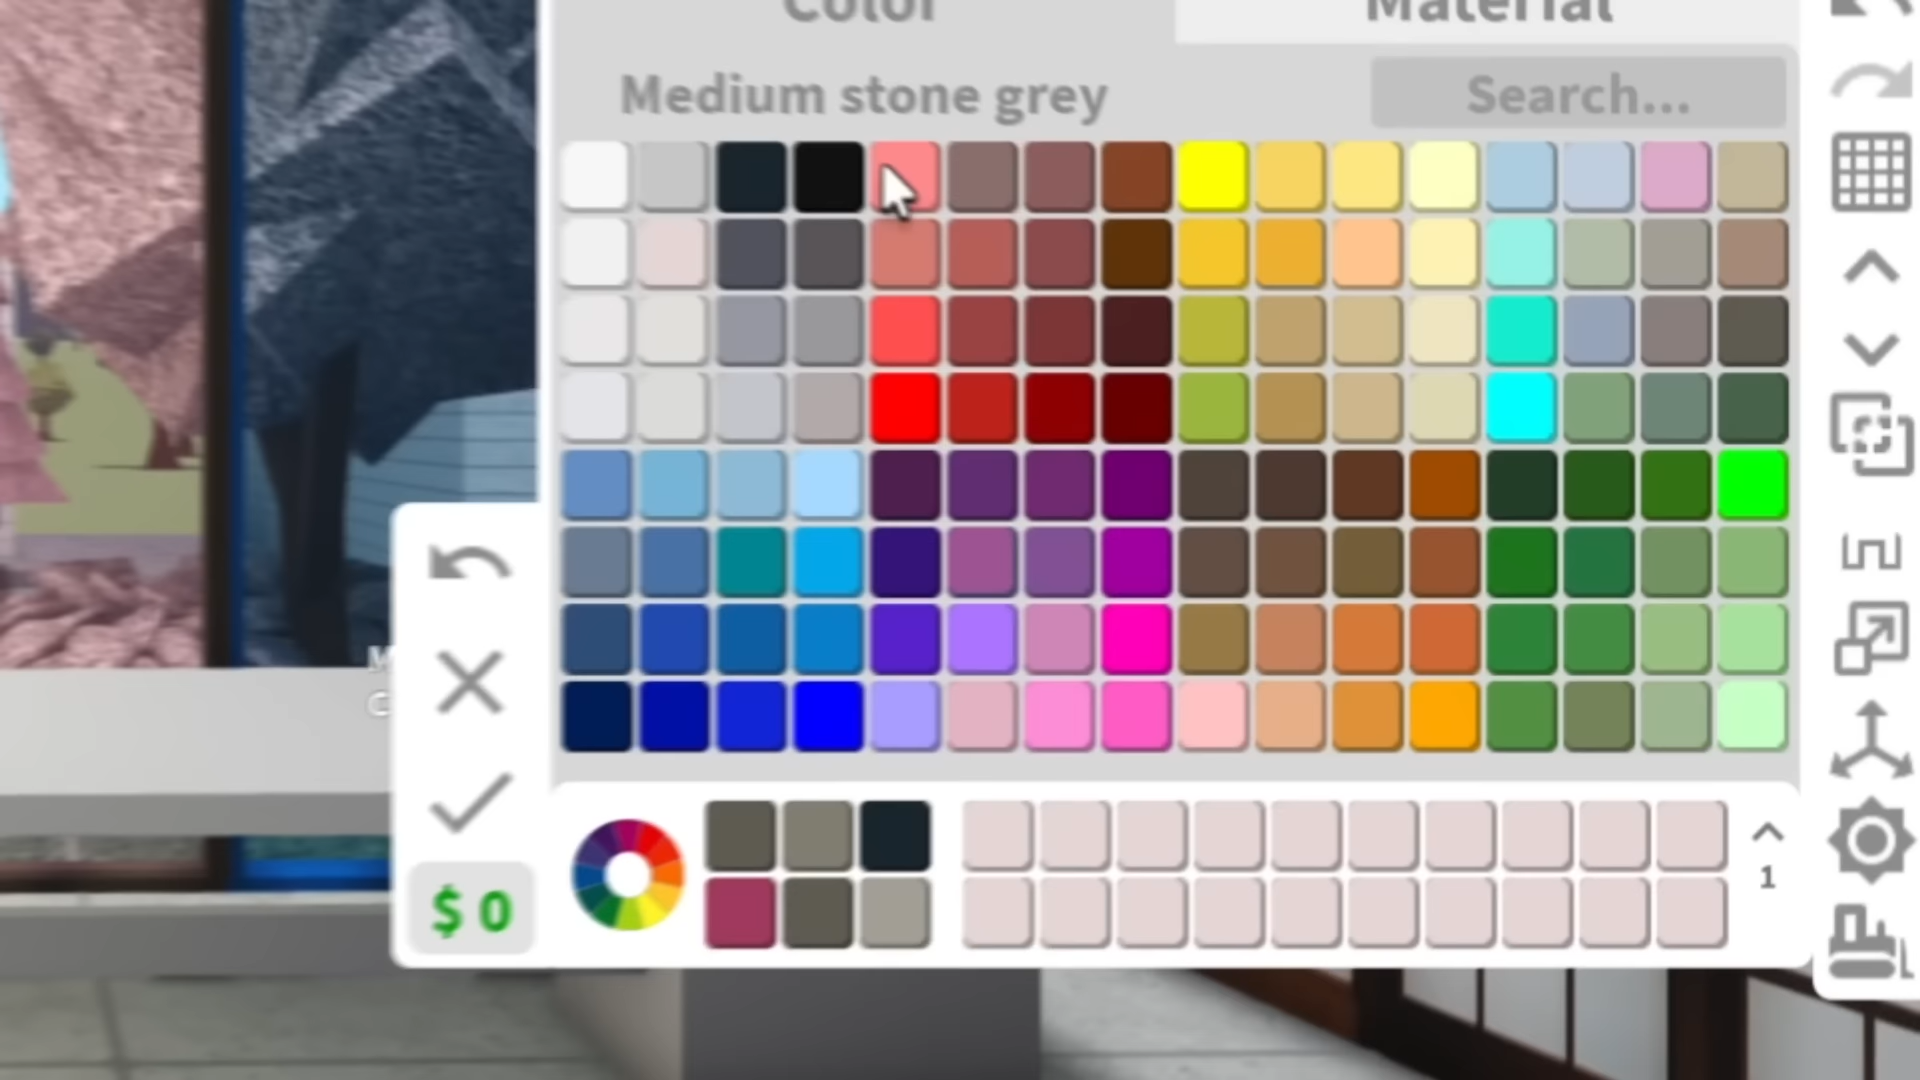 Color
Material
Medium stone grey
Search...
$ 0
1